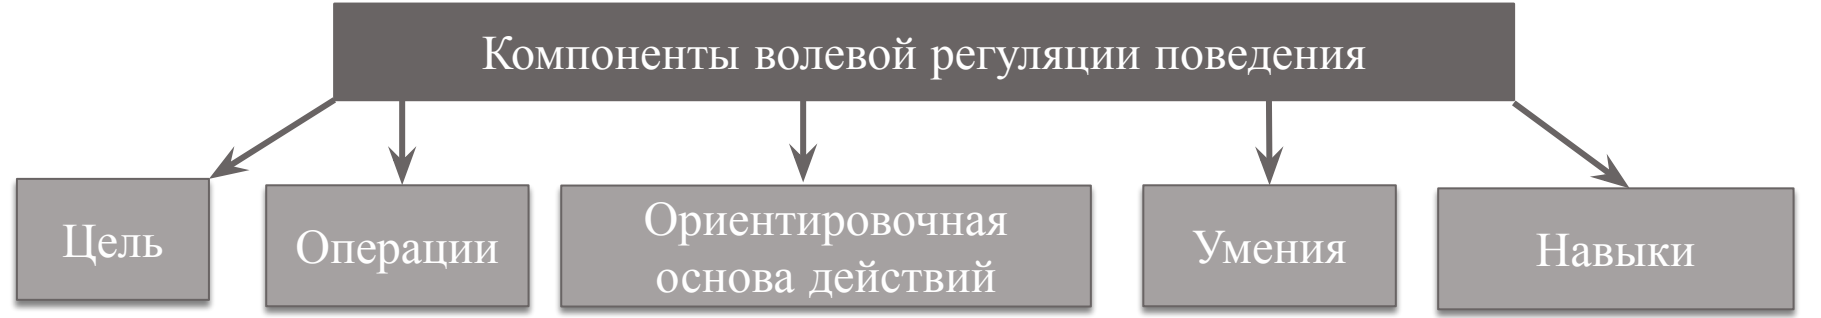 Компоненты волевой регуляции поведения
Цель
Операции
Ориентировочная
основа действий
Умения
Навыки